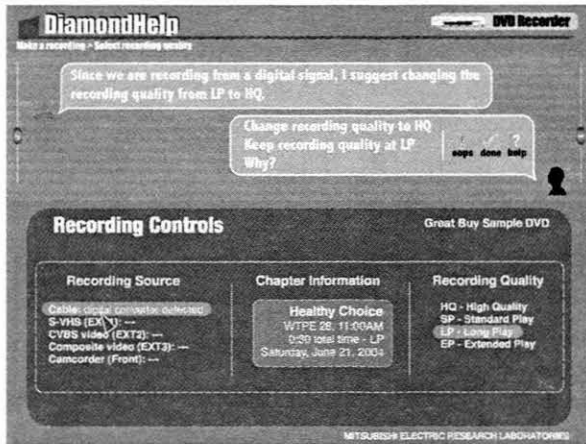 DiamondHelp
DVD Recorder
Make a recording > Select recording quality
Since we are recording from a digital signal, I suggest changing the
recording quality from LP to HQ.
Change recording quality to HQ
Keep recording quality at LP
Why?
oops done help
Recording Controls
Great Buy Sample DVD
Recording Source
Cable: digital converter detected
S-VHS (EXT1): ---
CVBS video (EXT2): ---
Composite video (EXT3): ---
Camcorder (Front): ---
Chapter Information
Healthy Choice
WTPE 28, 11:00AM
0:30 total time - LP
Saturday, June 21, 2004
Recording Quality
HQ - High Quality
SP - Standard Play
LP - Long Play
EP - Extended Play
MITSUBISHI ELECTRIC RESEARCH LABORATORIES